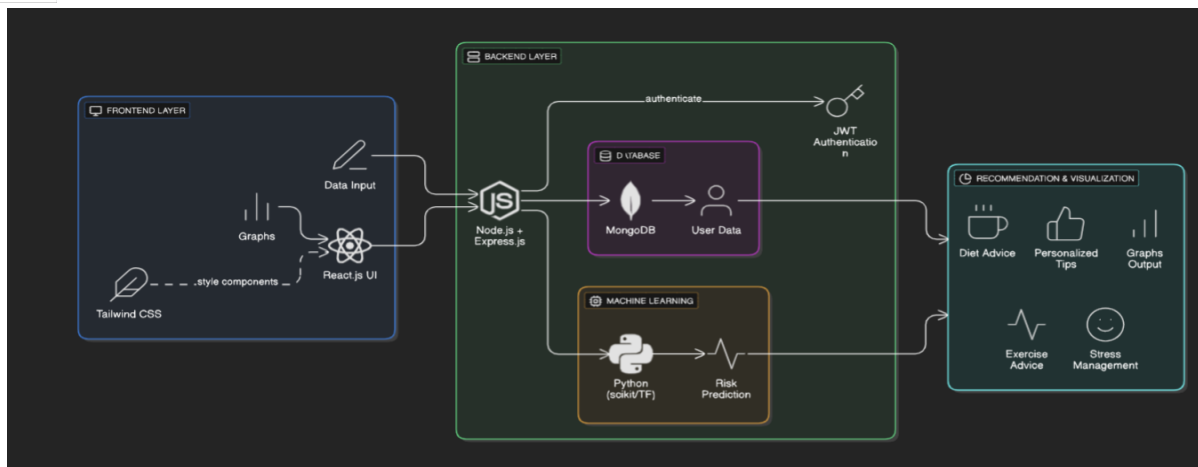 FRONTEND LAYER
Data Input
Graphs
React.js UI
style components
Tailwind CSS
BACKEND LAYER
authenticate
JWT
Authenticatio
n
JS
Node.js +
Express.js
DATABASE
MongoDB
User Data
MACHINE LEARNING
Python
(scikit/TF)
Risk
Prediction
RECOMMENDATION & VISUALIZATION
Diet Advice
Personalized
Tips
Graphs
Output
Exercise
Advice
Stress
Management